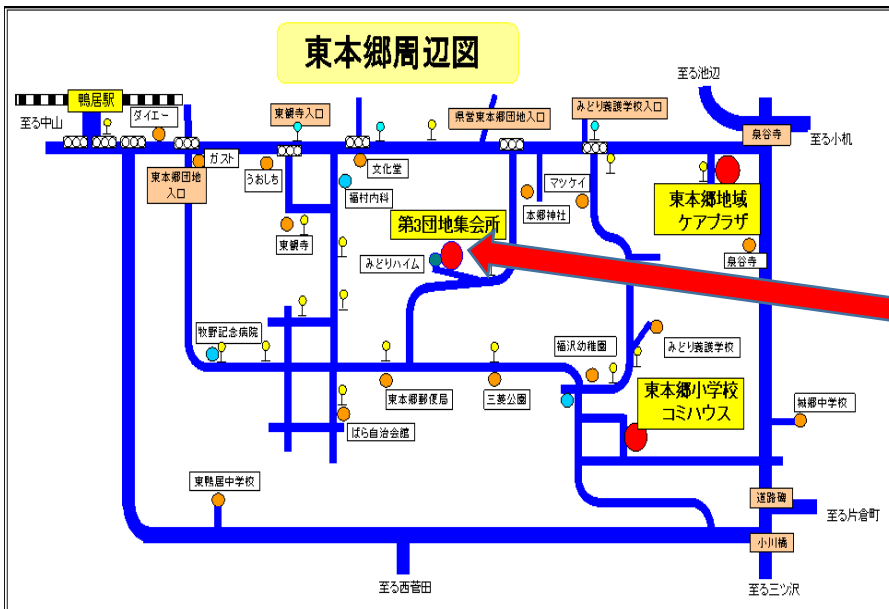 東本郷周辺図
至る池辺
鴨居駅
ダイエー
至る中山
東観寺入口
県営東本郷団地入口
みどり養護学校入口
泉谷寺
至る小机
ガスト
うおしち
文化堂
東本郷団地
入口
福村内科
マツケイ
本郷神社
東本郷地域
ケアプラザ
第3団地集会所
東観寺
みどりハイム
泉谷寺
牧野記念病院
福沢幼稚園
みどり養護学校
東本郷郵便局
三菱公園
東本郷小学校
コミハウス
城郷中学校
ばら自治会館
東鴨居中学校
道路碑
至る片倉町
小川橋
至る西菅田
至る三ツ沢